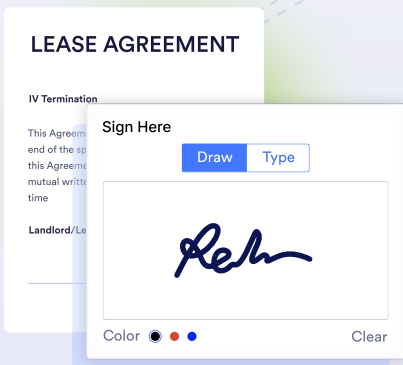 LEASE AGREEMENT
IV Termination
This Agreeme
end of the sp
this Agreeme
mutual writte
time
Landlord/Le
Sign Here
Draw Type
Color Clear